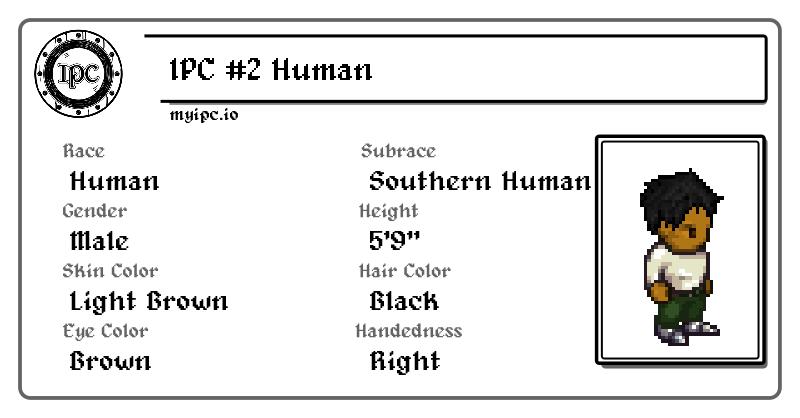 IPC
IPC #2 Human
myipc.io
Race
Human
Subrace
Southern Human
Gender
Male
Height
5'9"
Skin Color
Light Brown
Hair Color
Black
Eye Color
Brown
Handedness
Right